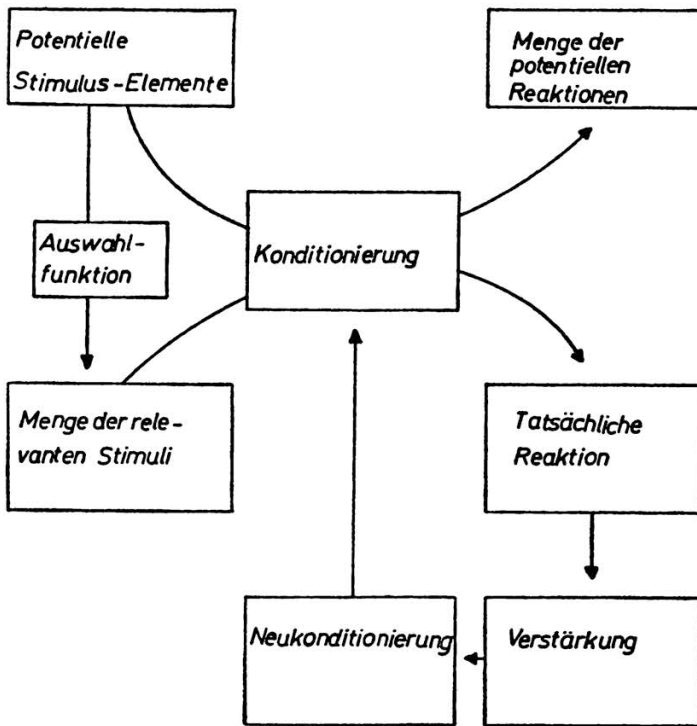 Potentielle
Stimulus-Elemente
Menge der
potentiellen
Reaktionen
Auswahl-
funktion
Konditionierung
Menge der rele-
vanten Stimuli
Tatsächliche
Reaktion
Neukonditionierung
Verstärkung